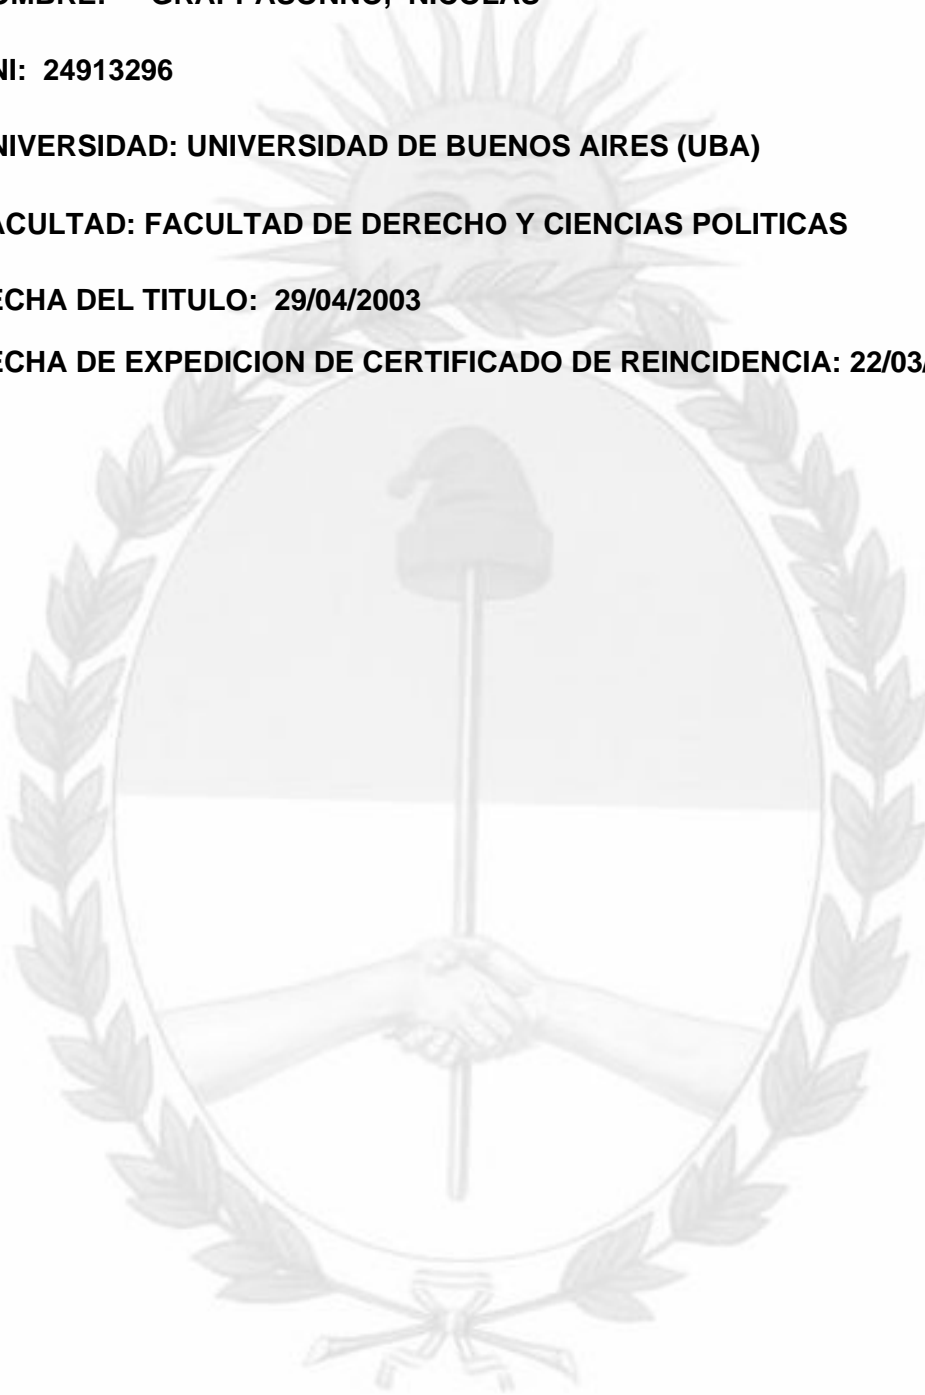 NI: 24913296
NIVERSIDAD: UNIVERSIDAD DE BUENOS AIRES (UBA)
ACULTAD: FACULTAD DE DERECHO Y CIENCIAS POLITICAS
ECHA DEL TITULO: 29/04/2003
ECHA DE EXPEDICION DE CERTIFICADO DE REINCIDENCIA: 22/03/